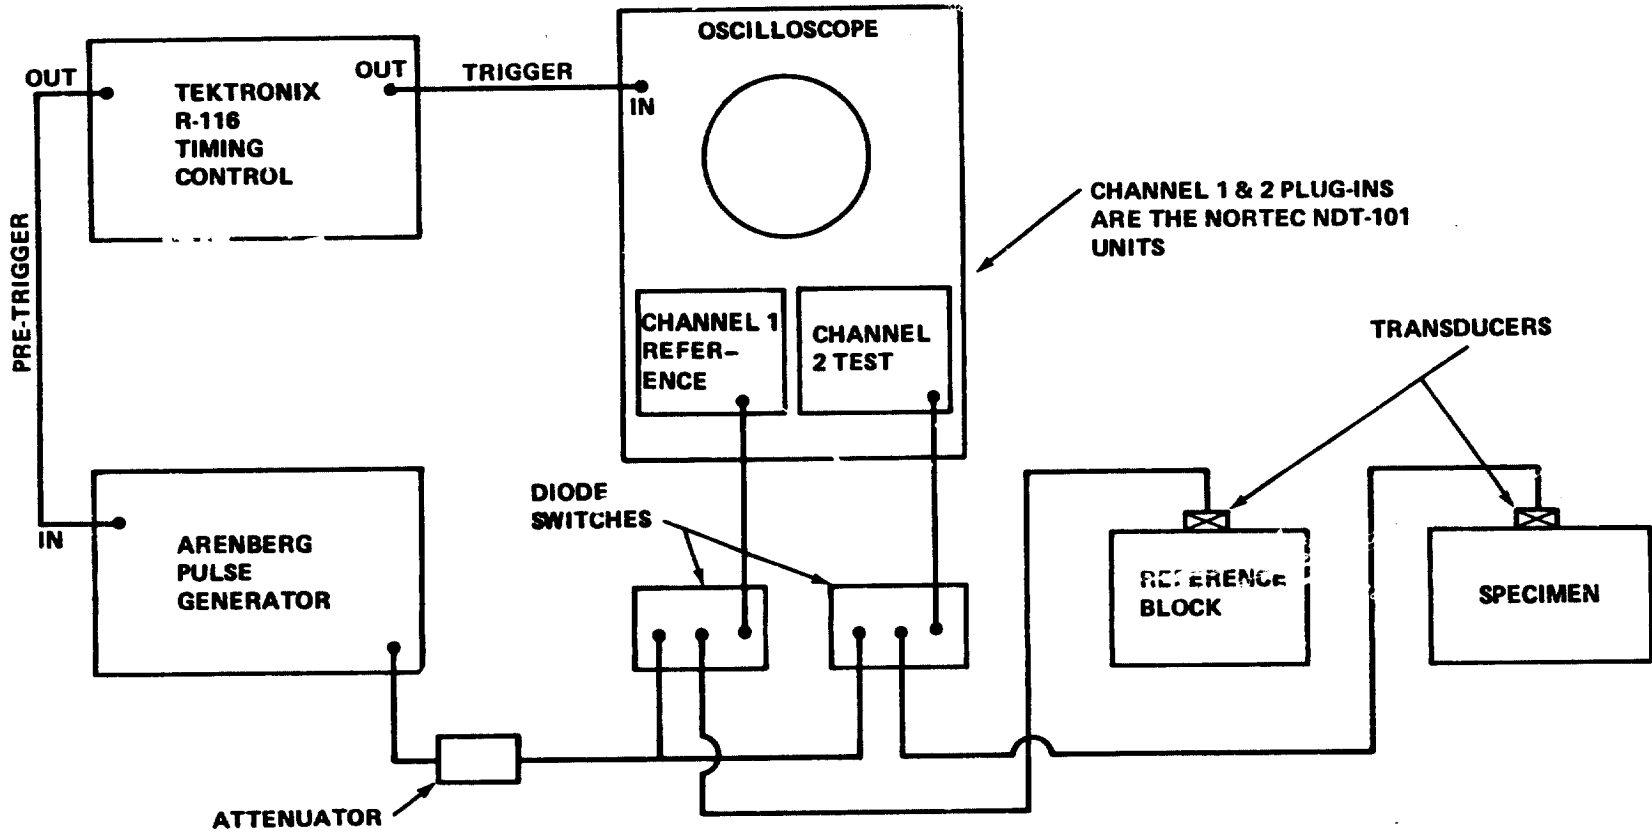 OSCILLOSCOPE
OUT
OUT
TRIGGER
IN
TEKTRONIX
R-116
TIMING
CONTROL
PRE-TRIGGER
CHANNEL 1 & 2 PLUG-INS
ARE THE NORTEC NDT-101
UNITS
CHANNEL 1
REFER-
ENCE
CHANNEL
2 TEST
TRANSDUCERS
DIODE
SWITCHES
IN
ARENBERG
PULSE
GENERATOR
REFERENCE
BLOCK
SPECIMEN
ATTENUATOR